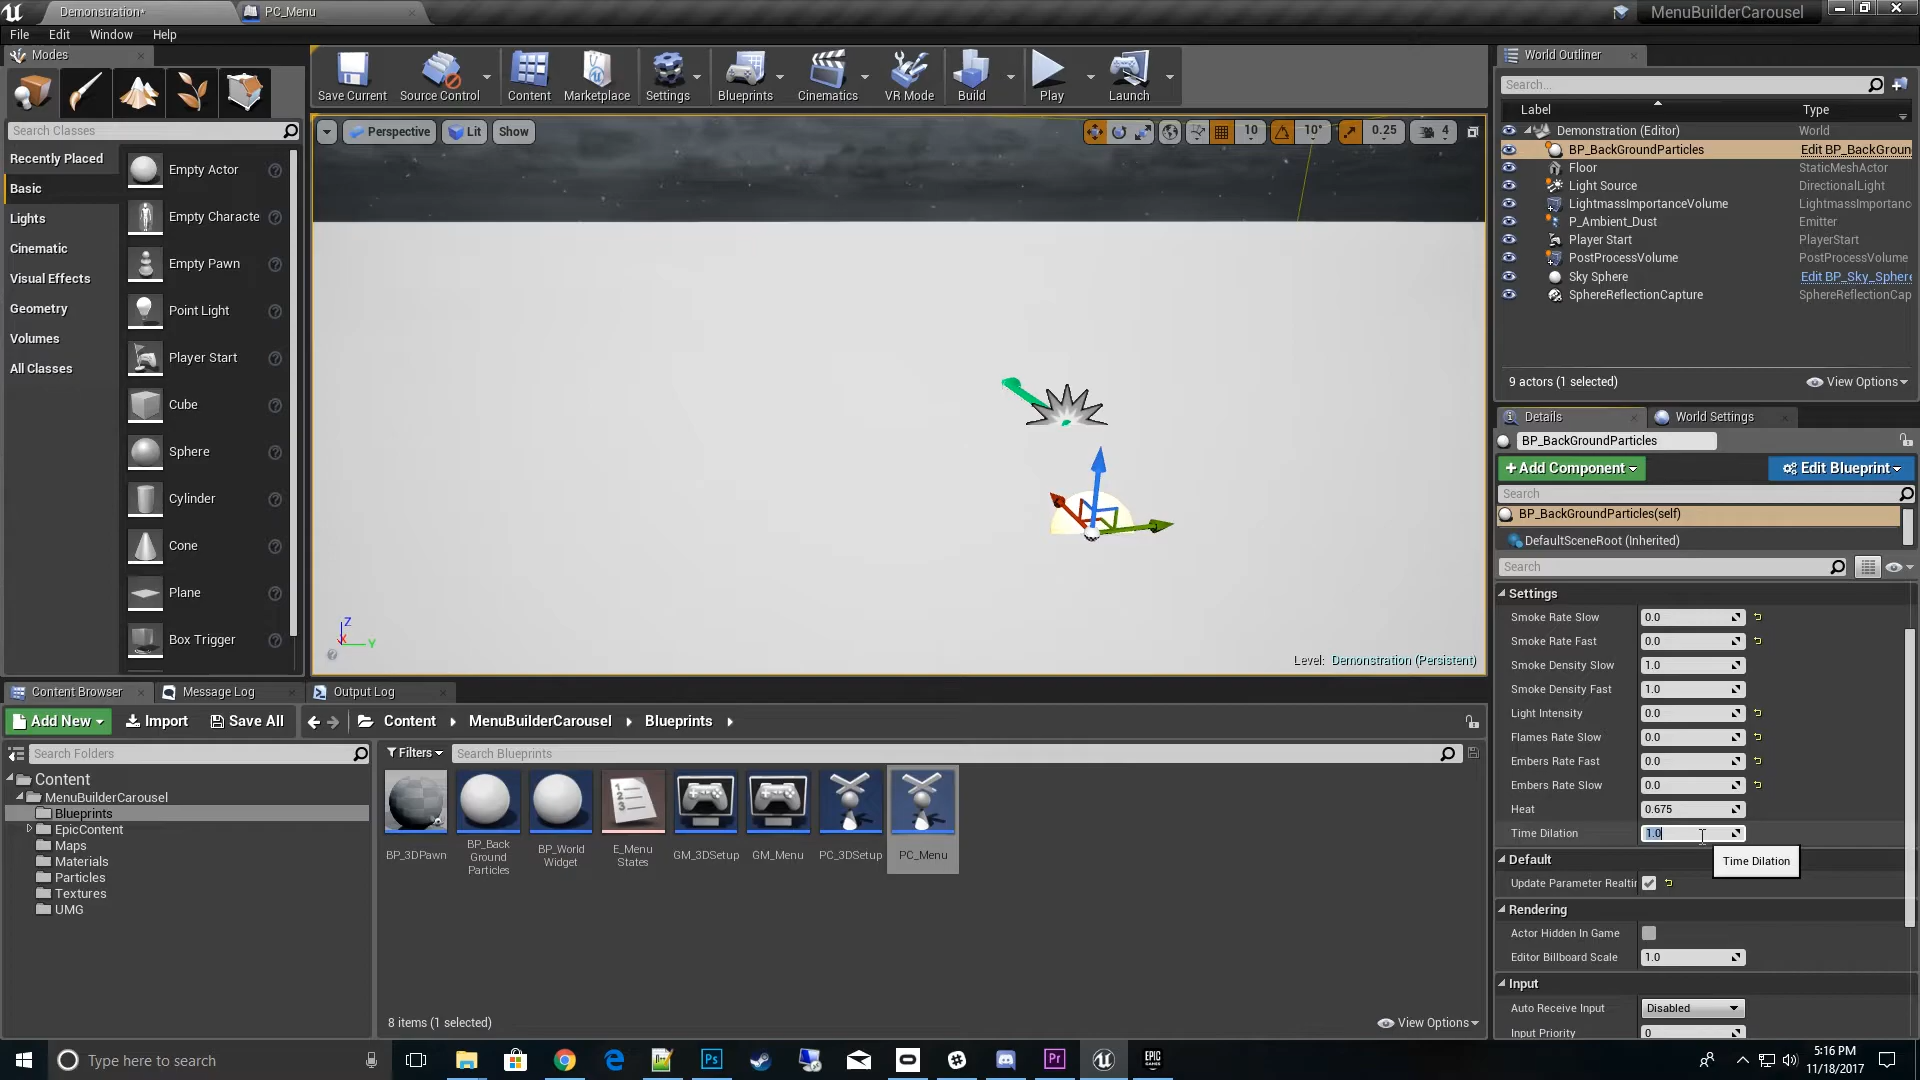 Demonstration*
PC_Menu
MenuBuilderCarousel
File Edit Window Help
Modes
Search Classes
Recently Placed
Basic
Lights
Cinematic
Visual Effects
Geometry
Volumes
All Classes
Empty Actor
Empty Characte
Empty Pawn
Point Light
Player Start
Cube
Sphere
Cylinder
Cone
Plane
Box Trigger
Save Current
Source Control
Content
Marketplace
Settings
Blueprints
Cinematics
VR Mode
Build
Play
Launch
Perspective Lit Show
10 10° 0.25 4
Z
X
Y
Level: Demonstration (Persistent)
World Outliner
Search...
Label Type
Demonstration (Editor) World
BP_BackGroundParticles Edit BP_BackGroun
Floor StaticMeshActor
Light Source DirectionalLight
LightmassImportanceVolume LightmassImportance
P_Ambient_Dust Emitter
Player Start PlayerStart
PostProcessVolume PostProcessVolume
Sky Sphere Edit BP_Sky_Sphere
SphereReflectionCapture SphereReflectionCap
9 actors (1 selected) View Options
Details
World Settings
BP_BackGroundParticles
+Add Component Edit Blueprint
Search
BP_BackGroundParticles(self)
DefaultSceneRoot (Inherited)
Search
Settings
Smoke Rate Slow 0.0
Smoke Rate Fast 0.0
Smoke Density Slow 1.0
Smoke Density Fast 1.0
Light Intensity 0.0
Flames Rate Slow 0.0
Embers Rate Fast 0.0
Embers Rate Slow 0.0
Heat 0.675
Time Dilation 1.0
Time Dilation
Default
Update Parameter Realtir
Rendering
Actor Hidden In Game
Editor Billboard Scale 1.0
Input
Auto Receive Input Disabled
Input Priority 0
Content Browser
Message Log
Output Log
Add New Import Save All
Content MenuBuilderCarousel Blueprints
Search Folders
Filters Search Blueprints
Content
MenuBuilderCarousel
Blueprints
EpicContent
Maps
Materials
Particles
Textures
UMG
BP_3DPawn
BP_Back Ground Particles
BP_World Widget
E_Menu States
GM_3DSetup
GM_Menu
PC_3DSetup
PC_Menu
8 items (1 selected) View Options
Type here to search
5:16 PM
11/18/2017